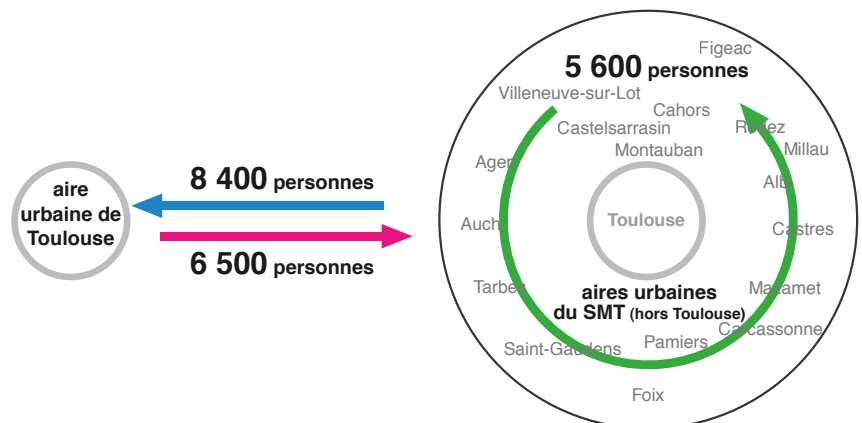 aire
urbaine de
Toulouse
8 400 personnes
6 500 personnes
5 600 personnes
Figeac
Villeneuve-sur-Lot
Cahors
Castelsarrasin
Rodez
Montauban
Millau
Agen
Albi
Auch
Toulouse
Castres
Tarbes
Mazamet
aires urbaines
du SMT (hors Toulouse)
Carcassonne
Saint-Gaudens
Pamiers
Foix